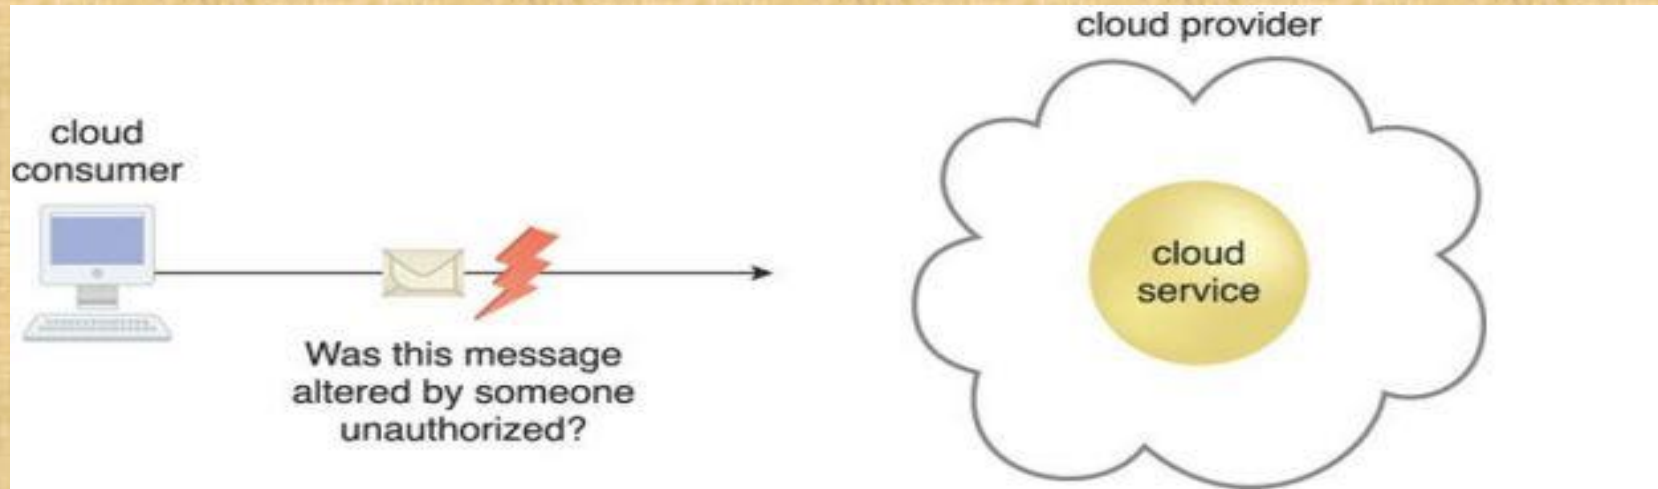 cloud provider
cloud
consumer
cloud
service
Was this message
altered by someone
unauthorized?